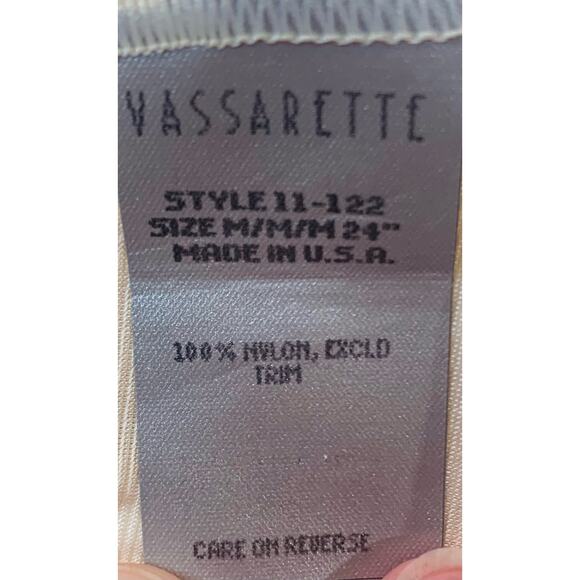 VASSARETTE
STYLE 11-122
SIZE M/M/M 24"
MADE IN U.S.A.
100% NYLON, EXCLD
TRIM
CARE ON REVERSE